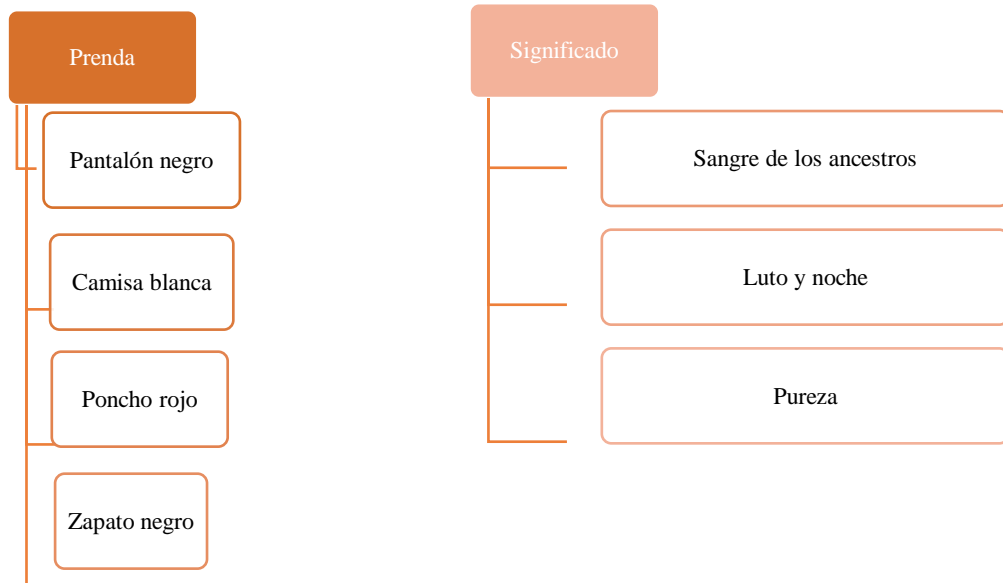 Prenda
Pantalón negro
Camisa blanca
Poncho rojo
Zapato negro
Significado
Sangre de los ancestros
Luto y noche
Pureza